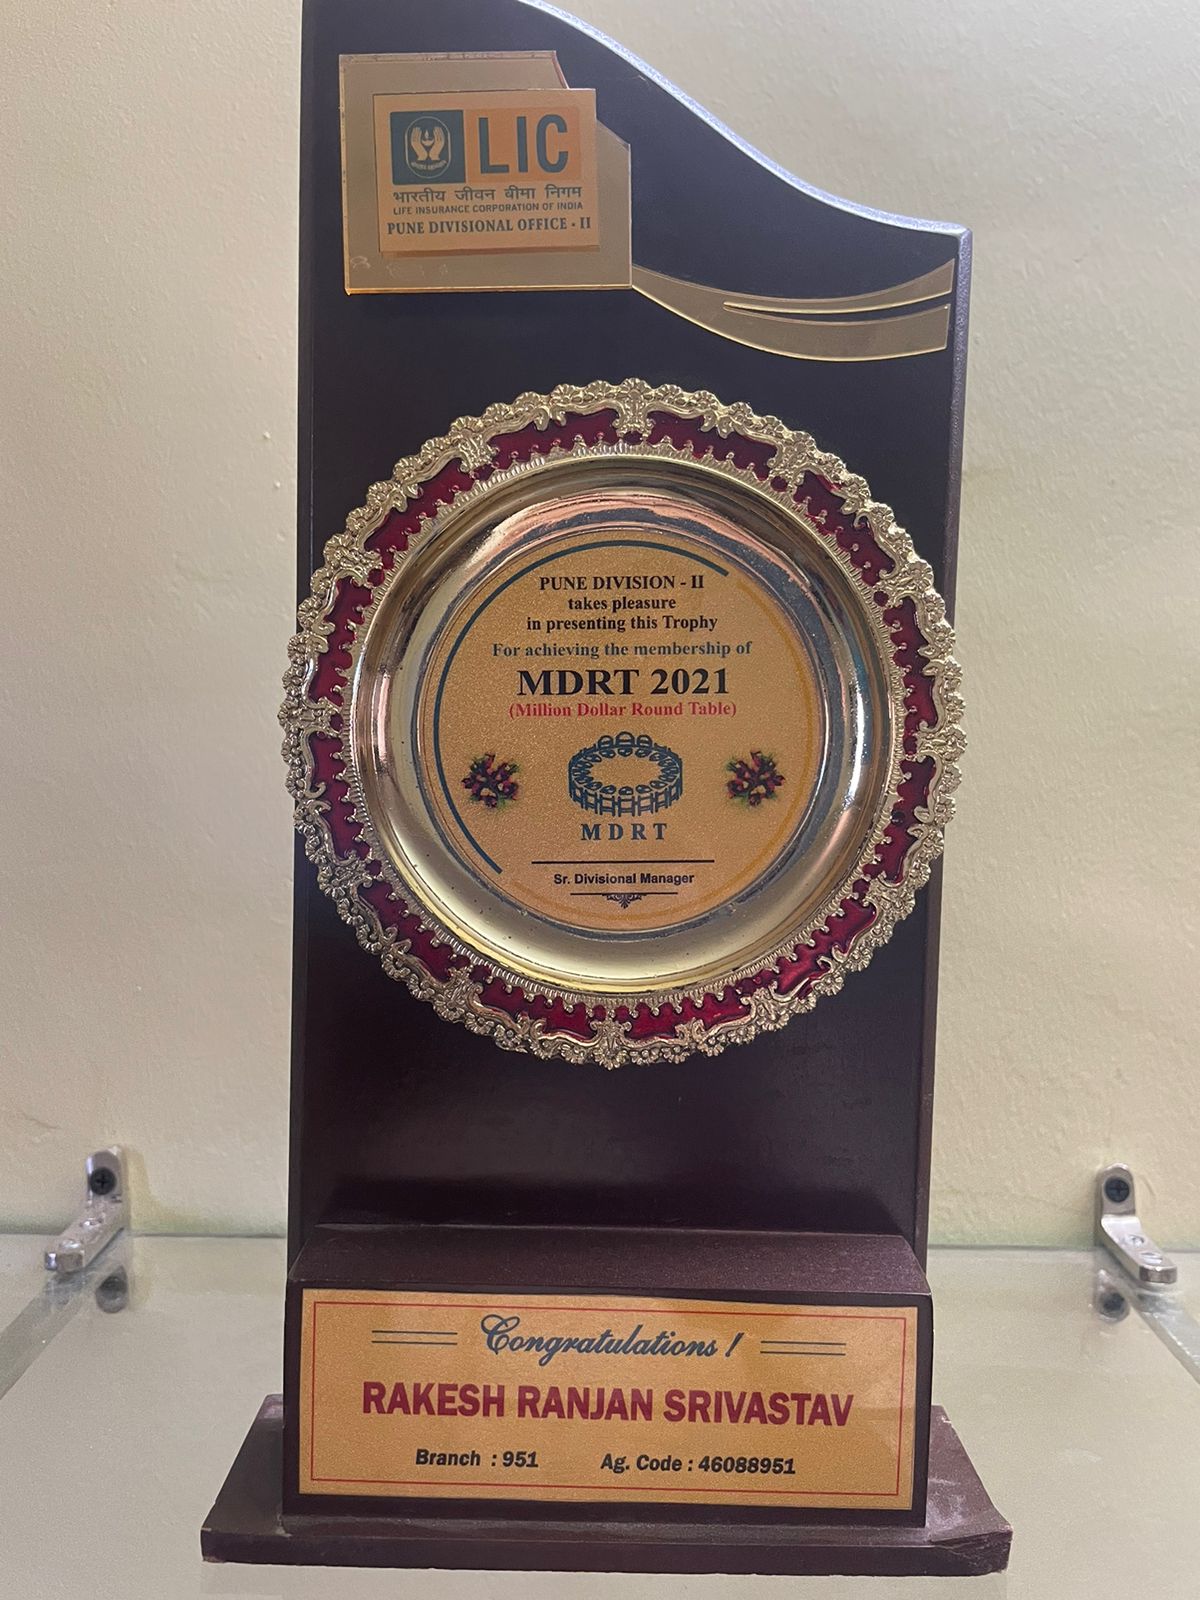 LIC
भारतीय जीवन बीमा निगम
LIFE INSURANCE CORPORATION OF INDIA
PUNE DIVISIONAL OFFICE - II
PUNE DIVISION - II
takes pleasure
in presenting this Trophy
For achieving the membership of
MDRT 2021
(Million Dollar Round Table)
MDRT
Sr. Divisional Manager
Congratulations !
RAKESH RANJAN SRIVASTAV
Branch : 951 Ag. Code : 46088951